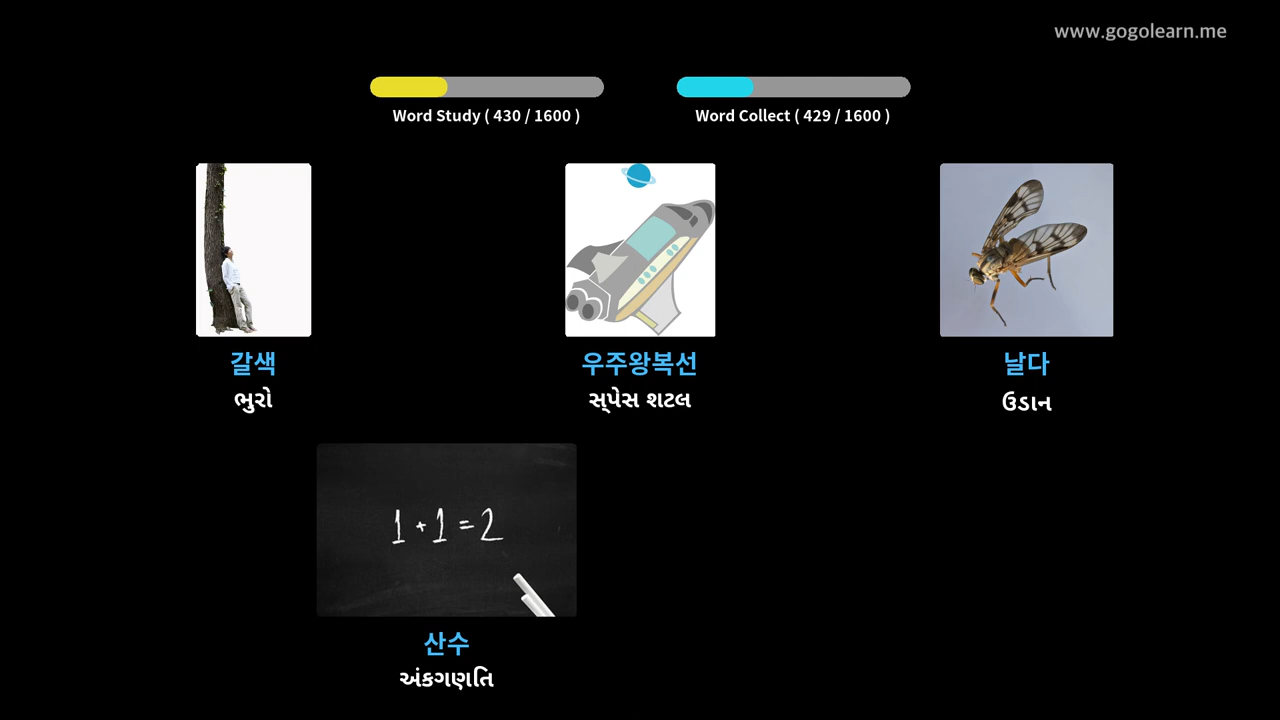 www.gogolearn.me
Word Study ( 430 / 1600 )
Word Collect ( 429 / 1600 )
갈색
ભુરો
우주왕복선
સ્પેસ શટલ
날다
ઉડાન
1 + 1 = 2
산수
અંકગણતિ